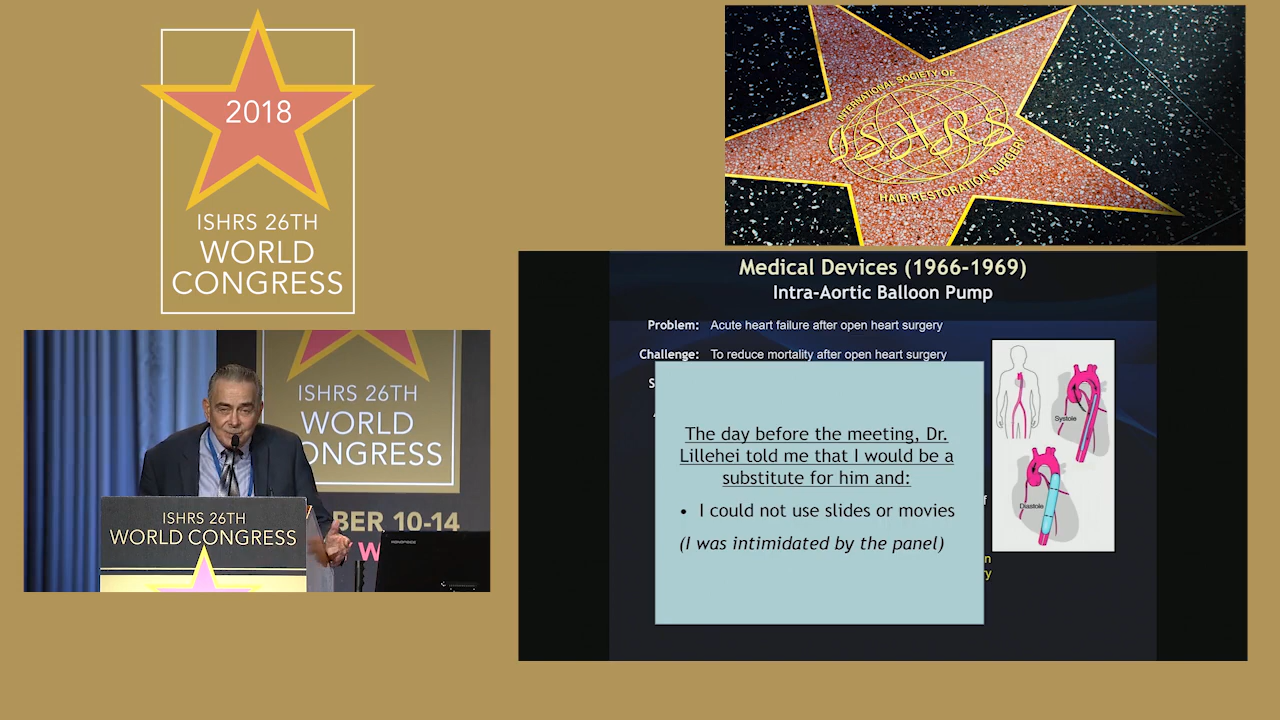 2018
ISHRS 26TH
WORLD
CONGRESS
INTERNATIONAL SOCIETY OF
ISHRS
HAIR RESTORATION SURGERY
ISHRS 26TH
WORLD
ONGRESS
BER 10-14
W
ISHRS 26TH
WORLD CONGRESS
Medical Devices (1966-1969)
Intra-Aortic Balloon Pump
Problem: Acute heart failure after open heart surgery
Challenge: To reduce mortality after open heart surgery
S
The day before the meeting, Dr.
Lillehei told me that I would be a
substitute for him and:
• I could not use slides or movies
(I was intimidated by the panel)
Systole
Diastole